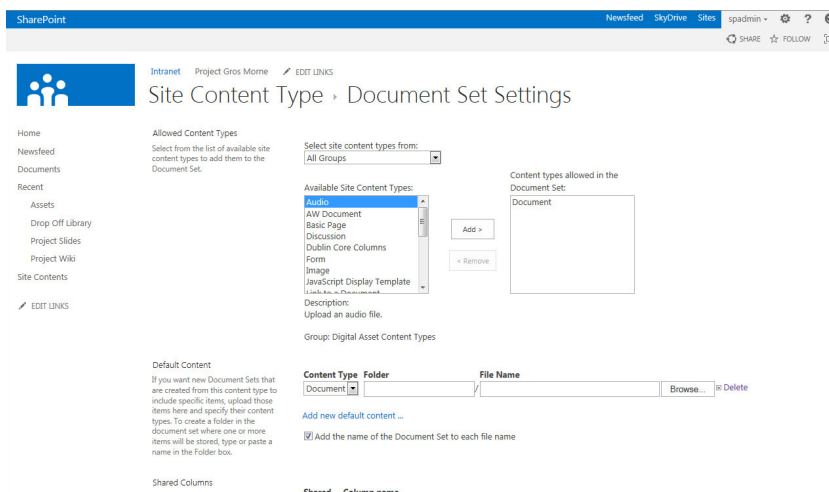 SharePoint
Newsfeed SkyDrive Sites spadmin ?
SHARE FOLLOW
Intranet Project Gros Morne EDIT LINKS
Site Content Type › Document Set Settings
Home
Newsfeed
Documents
Recent
Assets
Drop Off Library
Project Slides
Project Wiki
Site Contents
EDIT LINKS
Allowed Content Types
Select from the list of available site
content types to add them to the
Document Set.
Select site content types from:
All Groups
Available Site Content Types:
Audio
AW Document
Basic Page
Discussion
Dublin Core Columns
Form
Image
JavaScript Display Template
Link to a Document
Add >
< Remove
Content types allowed in the
Document Set:
Document
Description:
Upload an audio file.
Group: Digital Asset Content Types
Default Content
If you want new Document Sets that
are created from this content type to
include specific items, upload those
items here and specify their content
types. To create a folder in the
document set where one or more
items will be stored, type or paste a
name in the Folder box.
Content Type Folder File Name
Document / Browse... Delete
Add new default content ...
Add the name of the Document Set to each file name
Shared Columns
Shared Column name